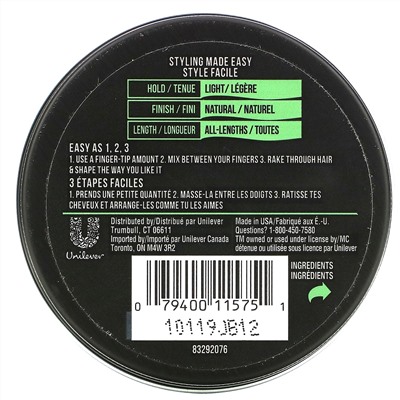 STYLING MADE EASY
STYLE FACILE
HOLD / TENUE LIGHT/ LÉGÈRE
FINISH / FINI NATURAL / NATUREL
LENGTH / LONGUEUR ALL-LENGTHS / TOUTES
EASY AS 1, 2, 3
1. USE A FINGER-TIP AMOUNT 2. MIX BETWEEN YOUR FINGERS 3. RAKE THROUGH HAIR
& SHAPE THE WAY YOU LIKE IT
3 ÉTAPES FACILES
1. PRENDS UNE PETITE QUANTITÉ 2. MASSE-LA ENTRE LES DOIGTS 3. RATISSE TES
CHEVEUX ET ARRANGE-LES COMME TU LES AIMES
Unilever
Distributed by/Distribué par Unilever
Trumbull, CT 06611
Imported by/Importé par Unilever Canada
Toronto, ON M4W 3R2
Made in USA/Fabriqué aux É.-U.
Questions? 1-800-450-7580
TM owned or used under license by/MC
détenue ou utilisée sous license par Unilever
INGREDIENTS
INGRÉDIENTS
0 79400 11575 1
10119JB12
83292076